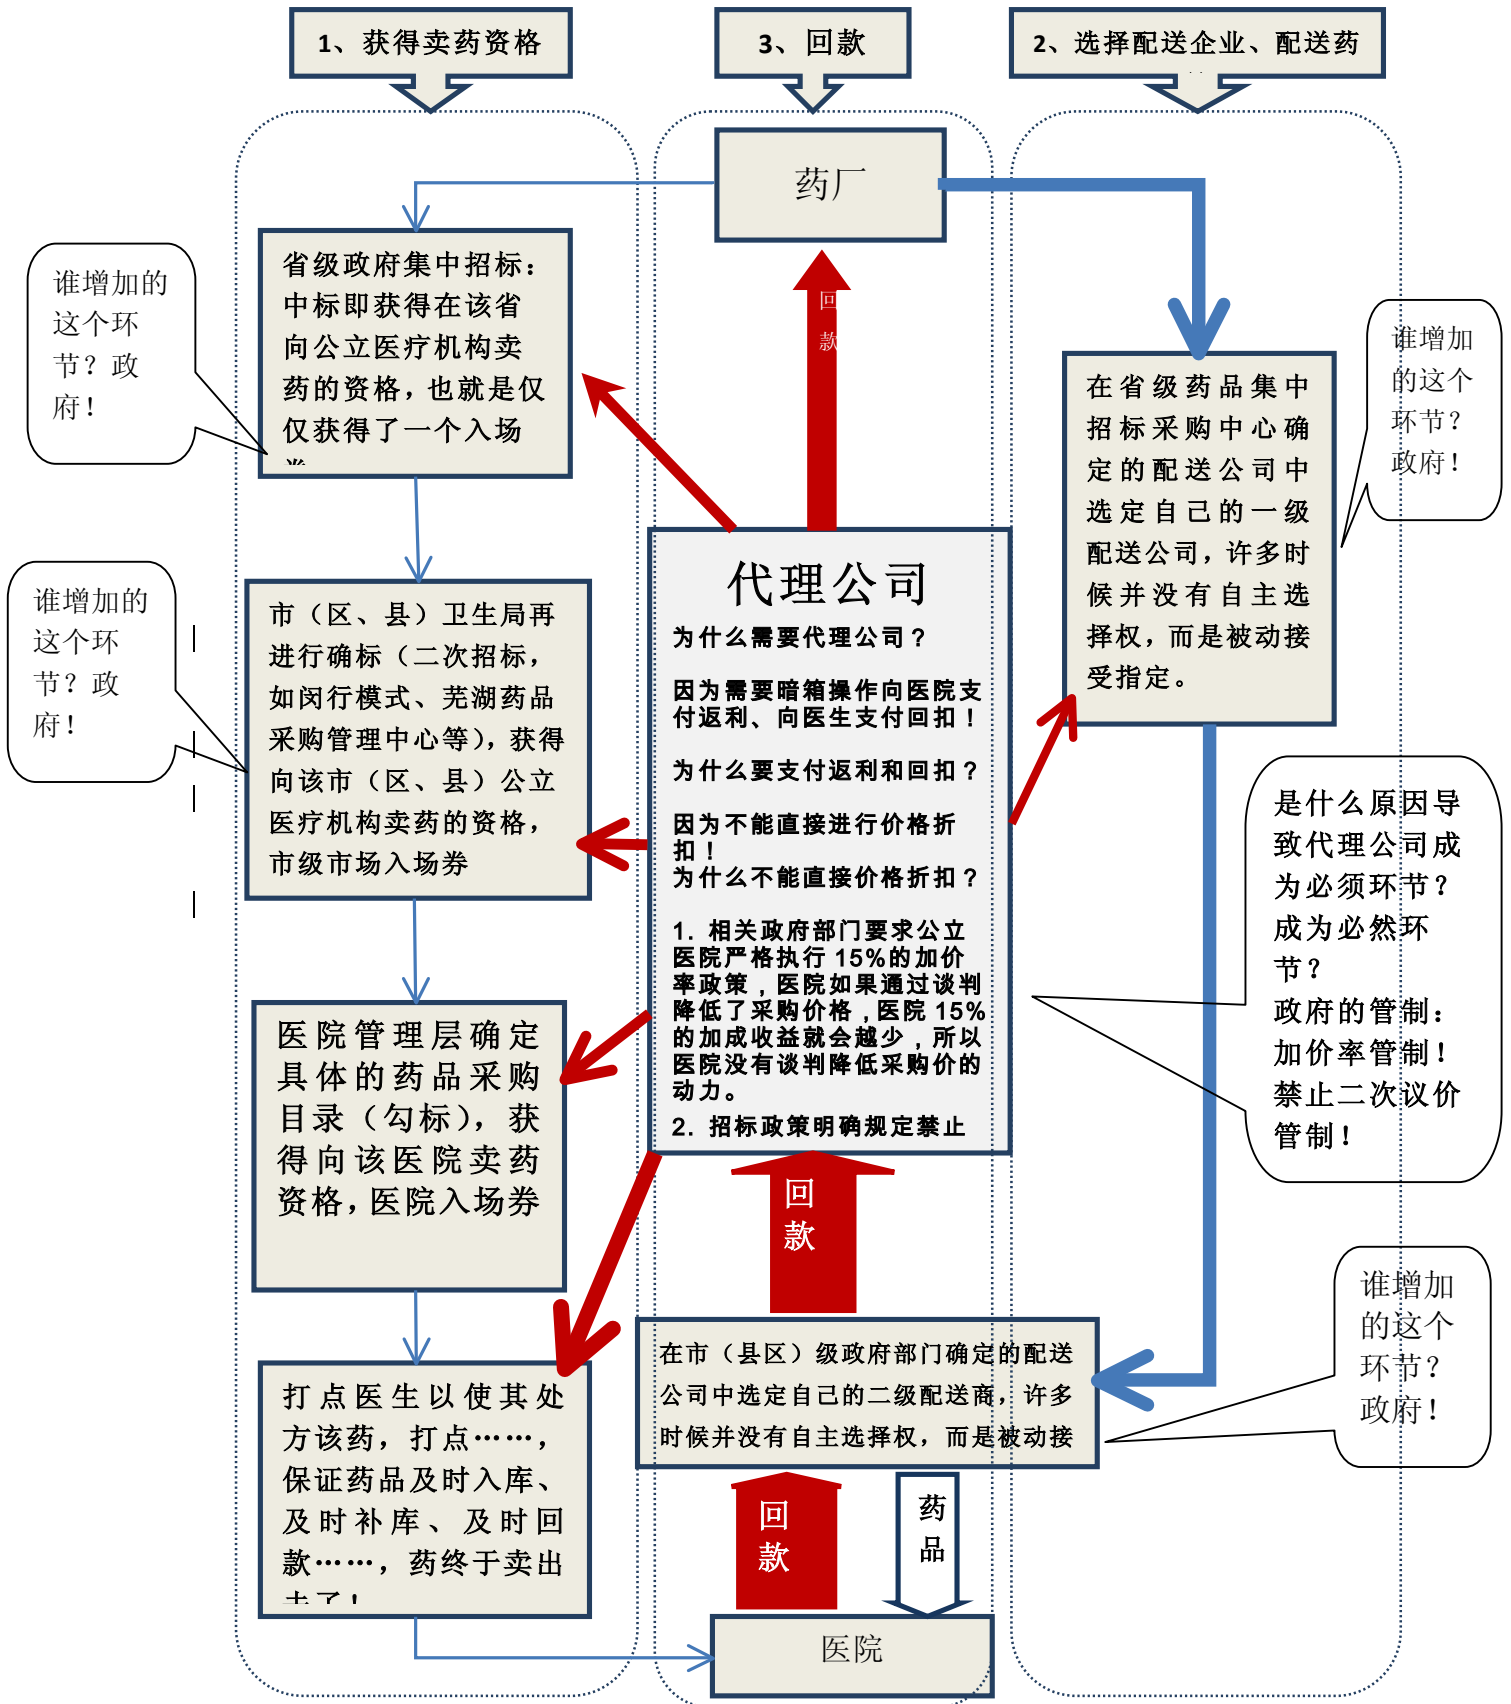 1、获得卖药资格
3、回款
2、选择配送企业、配送药
药厂
省级政府集中招标：
中标即获得在该省
向公立医疗机构卖
药的资格，也就是仅
仅获得了一个入场
谁增加的
这个环
节？政
府！
回
款
谁增加
的这个
环节？
政府！
在省级药品集中
招标采购中心确
定的配送公司中
选定自己的一级
配送公司，许多时
候并没有自主选
择权，而是被动接
受指定。
谁增加的
这个环
节？政
府！
市（区、县）卫生局再
进行确标（二次招标，
如闵行模式、芜湖药品
采购管理中心等），获得
向该市（区、县）公立
医疗机构卖药的资格，
市级市场入场券
代理公司
为什么需要代理公司？
因为需要暗箱操作向医院支
付返利、向医生支付回扣！
为什么要支付返利和回扣？
因为不能直接进行价格折
扣！
为什么不能直接价格折扣？
1. 相关政府部门要求公立
医院严格执行 15%的加价
率政策，医院如果通过谈判
降低了采购价格，医院 15%
的加成收益就会越少，所以
医院没有谈判降低采购价的
动力。
2. 招标政策明确规定禁止
是什么原因导
致代理公司成
为必须环节？
成为必然环
节？
政府的管制：
加价率管制！
禁止二次议价
管制！
医院管理层确定
具体的药品采购
目录（勾标），获
得向该医院卖药
资格，医院入场券
回
款
谁增加
的这个
环节？
政府！
在市（县区）级政府部门确定的配送
公司中选定自己的二级配送商，许多
时候并没有自主选择权，而是被动接
打点医生以使其处
方该药，打点……，
保证药品及时入库、
及时补库、及时回
款……，药终于卖出
去了！
回
款
药
品
医院